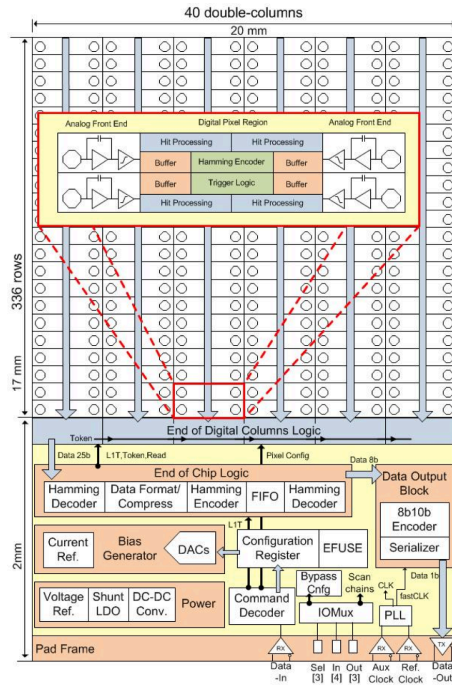 40 double-columns
20 mm
336 rows
17 mm
2mm
Analog Front End
Digital Pixel Region
Analog Front End
Hit Processing
Hit Processing
Buffer
Hamming Encoder
Buffer
Buffer
Trigger Logic
Buffer
Hit Processing
Hit Processing
End of Digital Columns Logic
Token
Data 25b
L1T,Token,Read
Pixel Config
Data 8b
End of Chip Logic
Hamming
Decoder
Data Format/
Compress
Hamming
Encoder
FIFO
Hamming
Decoder
Data Output
Block
8b10b
Encoder
Serializer
L1T
Current
Ref.
Bias
Generator
DACs
Configuration
Register
EFUSE
Data 1b
Voltage
Ref.
Shunt
LDO
DC-DC
Conv.
Power
Command
Decoder
Bypass
Cnfg
Scan
chains
IOMux
CLK
fastCLK
PLL
Pad Frame
RX
RX
RX
TX
Data
-In
Sel
[3]
In
[4]
Out
[3]
Aux
Clock
Ref.
Clock
Data
-Out